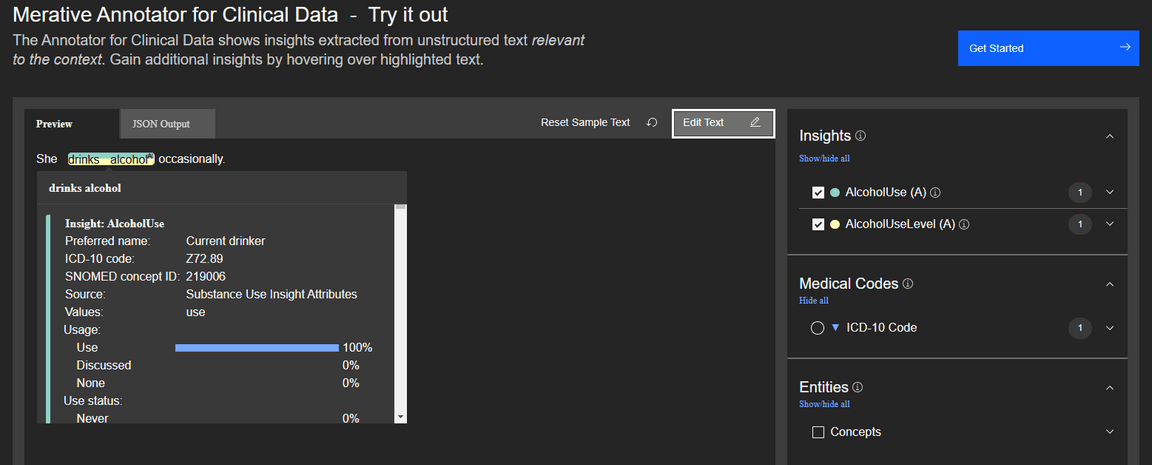 Merative Annotator for Clinical Data - Try it out
The Annotator for Clinical Data shows insights extracted from unstructured text relevant
to the context. Gain additional insights by hovering over highlighted text.
Get Started
Preview
JSON Output
Reset Sample Text
Edit Text
She drinks alcohol occasionally.
drinks alcohol
Insight: AlcoholUse
Preferred name: Current drinker
ICD-10 code: Z72.89
SNOMED concept ID: 219006
Source: Substance Use Insight Attributes
Values: use
Usage:
Use 100%
Discussed 0%
None 0%
Use status:
Never 0%
Insights
Show/hide all
AlcoholUse (A) 1
AlcoholUseLevel (A) 1
Medical Codes
Hide all
ICD-10 Code 1
Entities
Show/hide all
Concepts